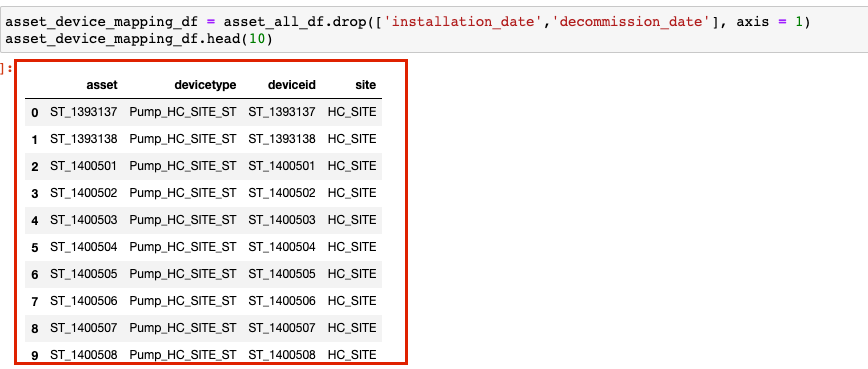 asset_device_mapping_df = asset_all_df.drop(['installation_date','decommission_date'], axis = 1)
asset_device_mapping_df.head(10)
]:
asset devicetype deviceid site
0 ST_1393137 Pump_HC_SITE_ST ST_1393137 HC_SITE
1 ST_1393138 Pump_HC_SITE_ST ST_1393138 HC_SITE
2 ST_1400501 Pump_HC_SITE_ST ST_1400501 HC_SITE
3 ST_1400502 Pump_HC_SITE_ST ST_1400502 HC_SITE
4 ST_1400503 Pump_HC_SITE_ST ST_1400503 HC_SITE
5 ST_1400504 Pump_HC_SITE_ST ST_1400504 HC_SITE
6 ST_1400505 Pump_HC_SITE_ST ST_1400505 HC_SITE
7 ST_1400506 Pump_HC_SITE_ST ST_1400506 HC_SITE
8 ST_1400507 Pump_HC_SITE_ST ST_1400507 HC_SITE
9 ST_1400508 Pump_HC_SITE_ST ST_1400508 HC_SITE